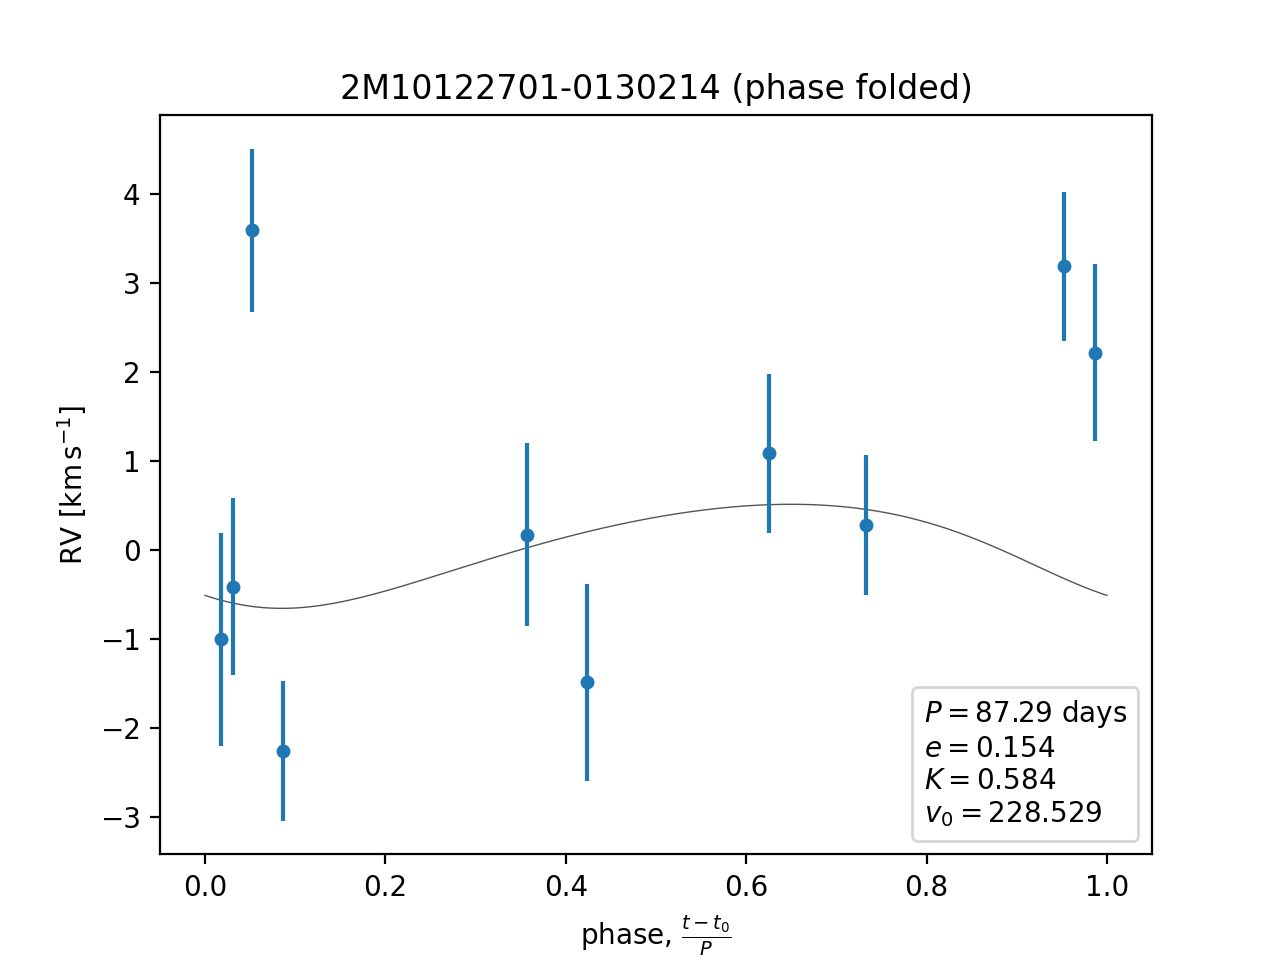 2M10122701-0130214 (phase folded)
RV [km s⁻¹]
4
3
2
1
0
−1
−2
−3
P = 87.29 days
e = 0.154
K = 0.584
v₀ = 228.529
0.0 0.2 0.4 0.6 0.8 1.0
phase, (t − t₀)/P